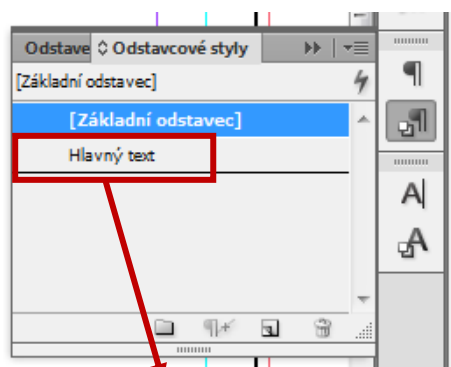 Odstave Odstavcové styly
[Základní odstavec]
[Základní odstavec]
Hlavný text